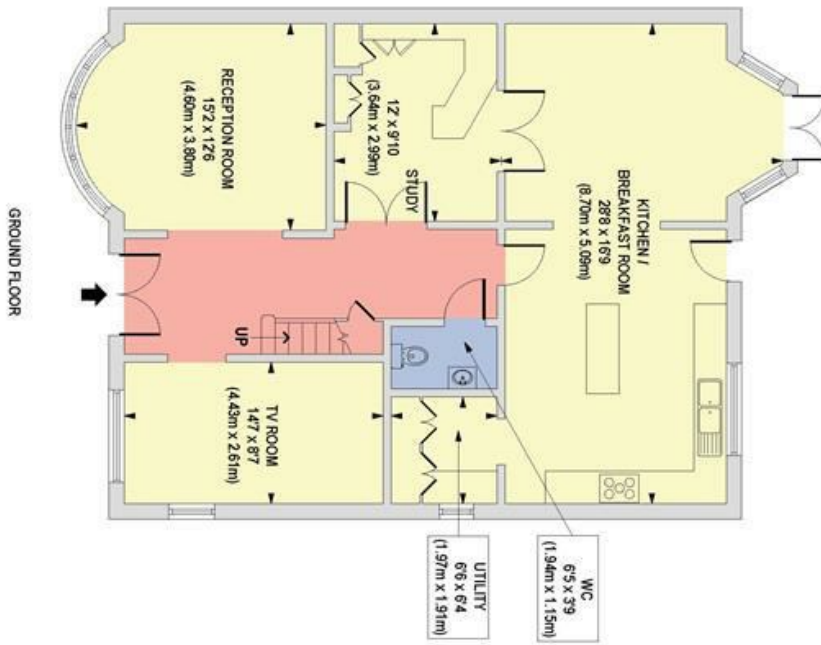 KITCHEN /
BREAKFAST ROOM
28'8 x 16'9
(8.70m x 5.09m)
STUDY
12' x 9'10
(3.64m x 2.99m)
RECEPTION ROOM
15'2 x 12'6
(4.60m x 3.80m)
UP
TV ROOM
14'7 x 8'7
(4.43m x 2.61m)
WC
6'5 x 3'9
(1.94m x 1.15m)
UTILITY
6'6 x 6'4
(1.97m x 1.91m)
GROUND FLOOR